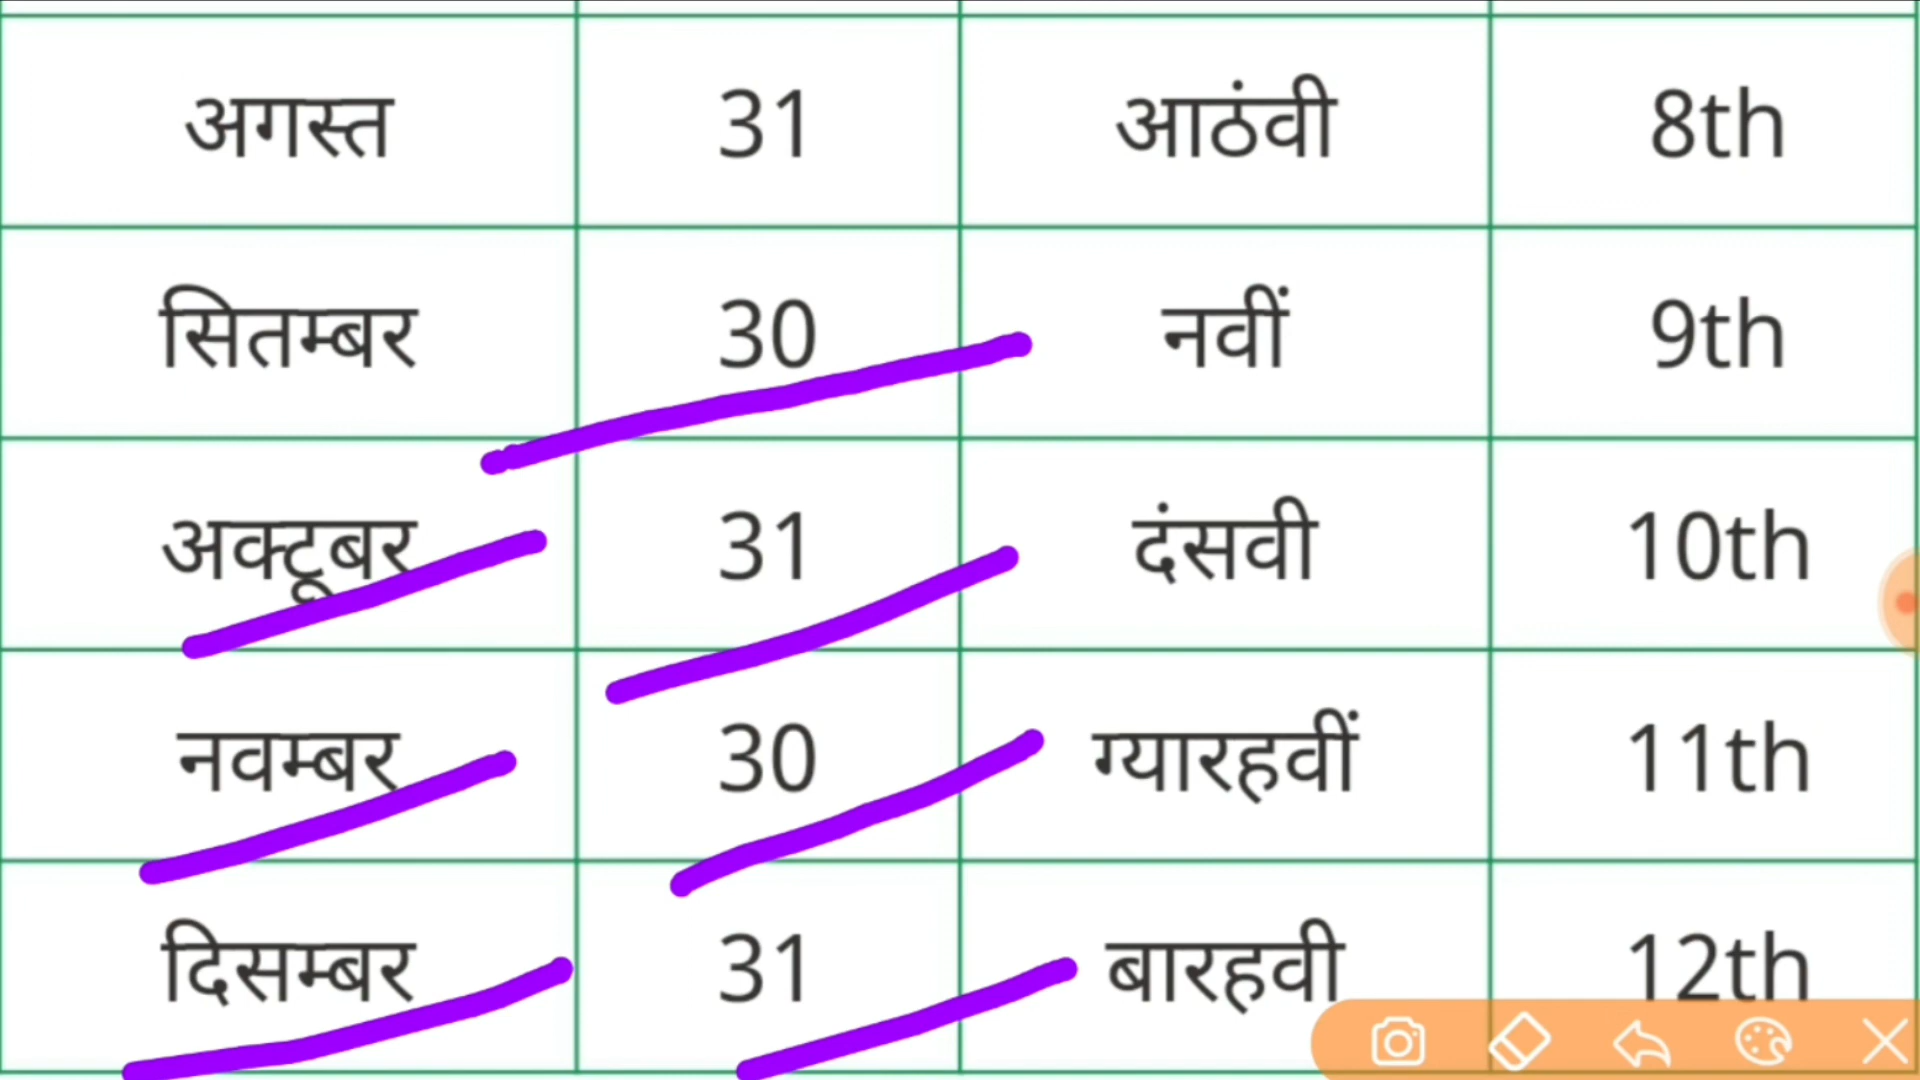 अगस्त 31 आठंवी 8th
सितम्बर 30 नवीं 9th
अक्टूबर 31 दंसवी 10th
नवम्बर 30 ग्यारहवीं 11th
दिसम्बर 31 बारहवी 12th